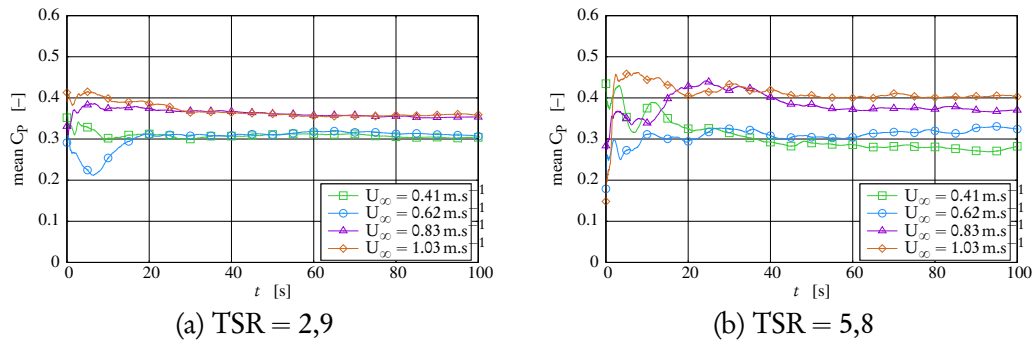 0.6
0.5
0.4
0.3
0.2
0.1
0
mean C_P [–]
U∞ = 0.41 m.s⁻¹
U∞ = 0.62 m.s⁻¹
U∞ = 0.83 m.s⁻¹
U∞ = 1.03 m.s⁻¹
0 20 40 60 80 100
t [s]
(a) TSR = 2,9
0.6
0.5
0.4
0.3
0.2
0.1
0
mean C_P [–]
U∞ = 0.41 m.s⁻¹
U∞ = 0.62 m.s⁻¹
U∞ = 0.83 m.s⁻¹
U∞ = 1.03 m.s⁻¹
0 20 40 60 80 100
t [s]
(b) TSR = 5,8